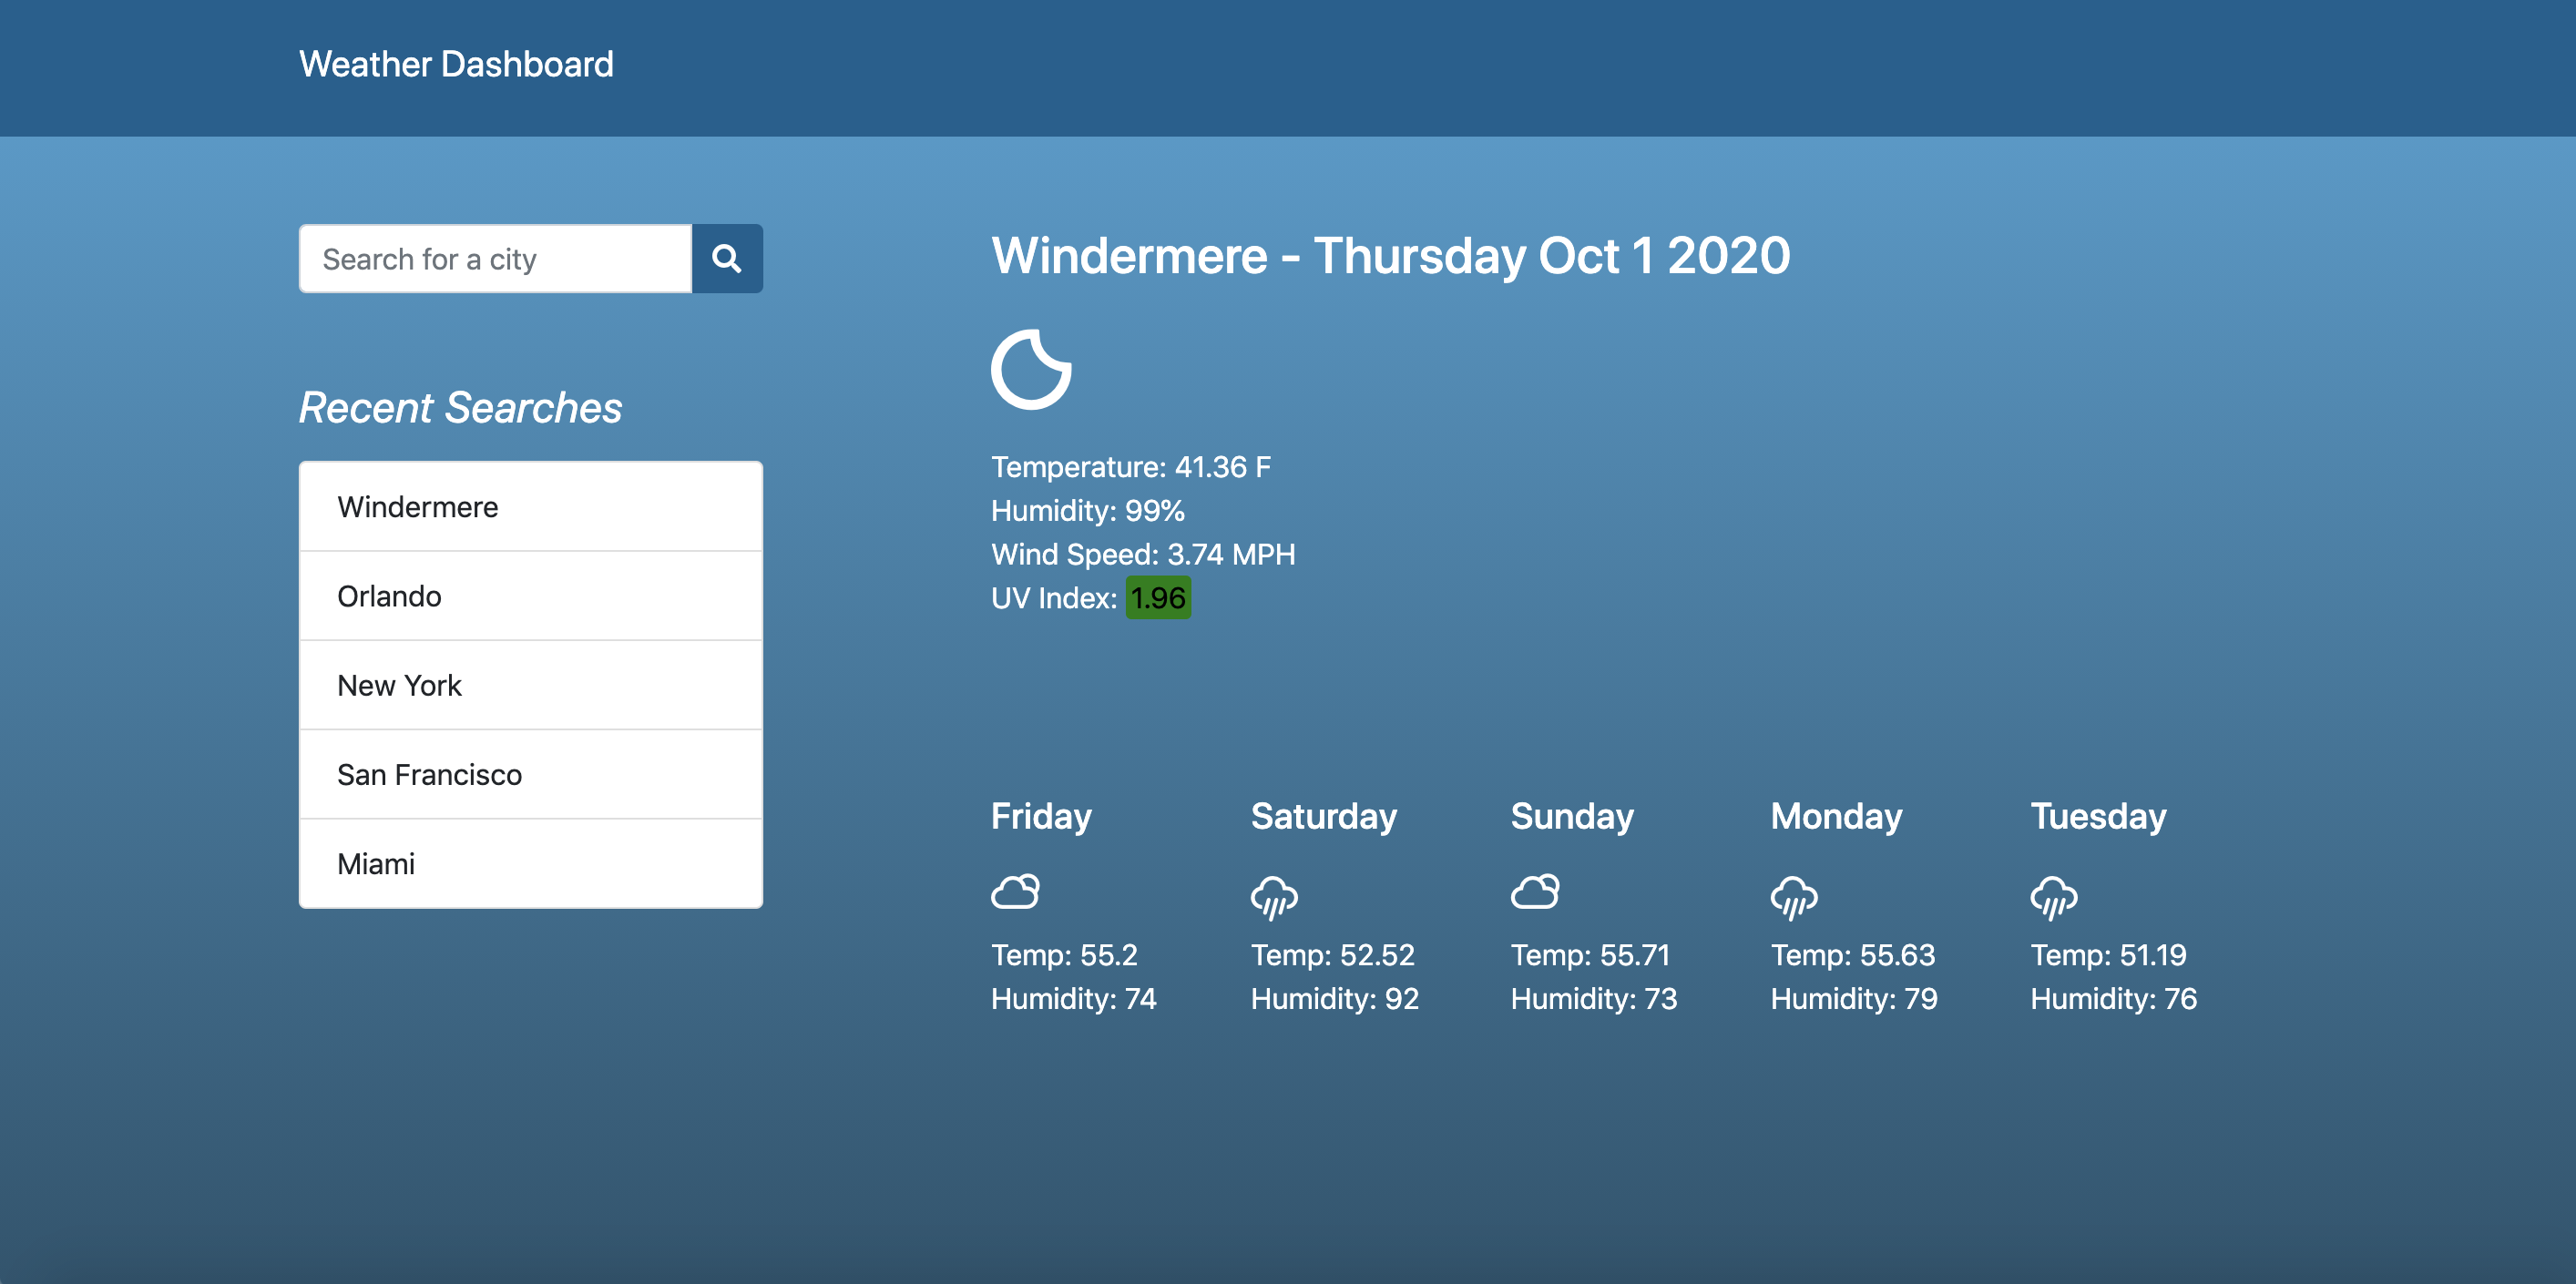 Weather Dashboard
Search for a city
Recent Searches
Windermere
Orlando
New York
San Francisco
Miami
Windermere - Thursday Oct 1 2020
Temperature: 41.36 F
Humidity: 99%
Wind Speed: 3.74 MPH
UV Index: 1.96
Friday
Temp: 55.2
Humidity: 74
Saturday
Temp: 52.52
Humidity: 92
Sunday
Temp: 55.71
Humidity: 73
Monday
Temp: 55.63
Humidity: 79
Tuesday
Temp: 51.19
Humidity: 76